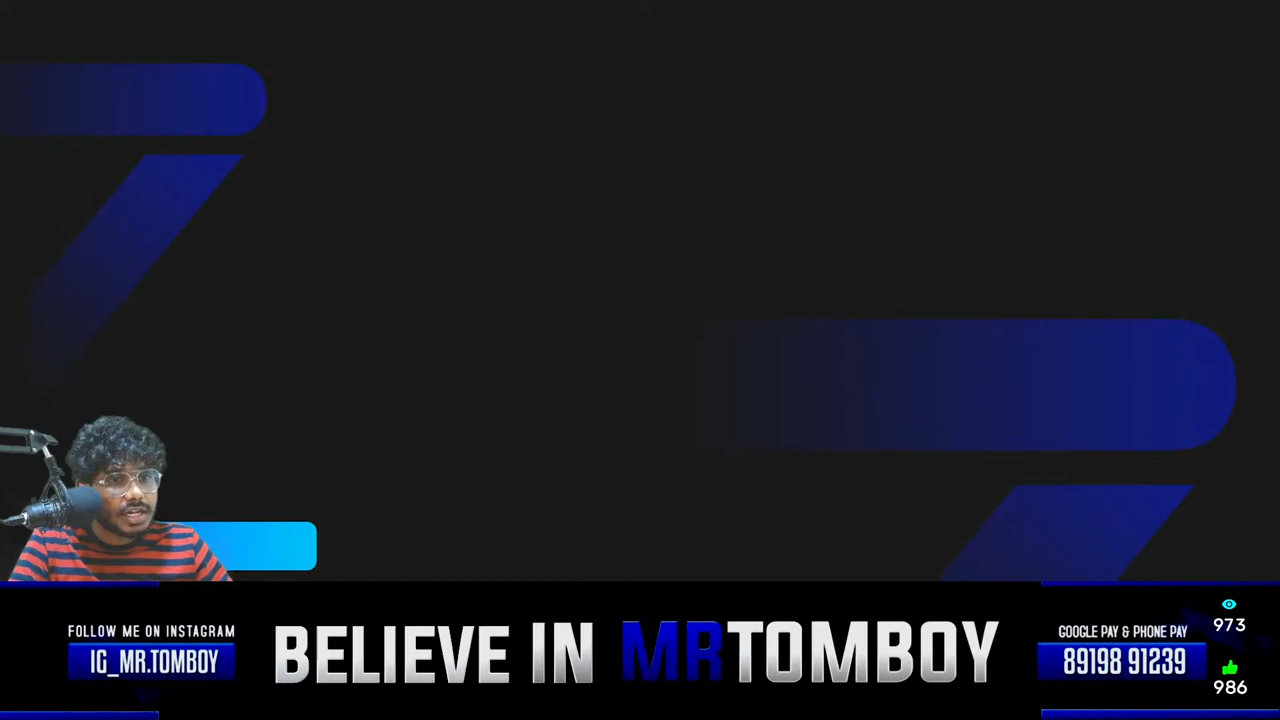 FOLLOW ME ON INSTAGRAM
IG_MR.TOMBOY
BELIEVE IN MRTOMBOY
GOOGLE PAY & PHONE PAY
89198 91239
973
986